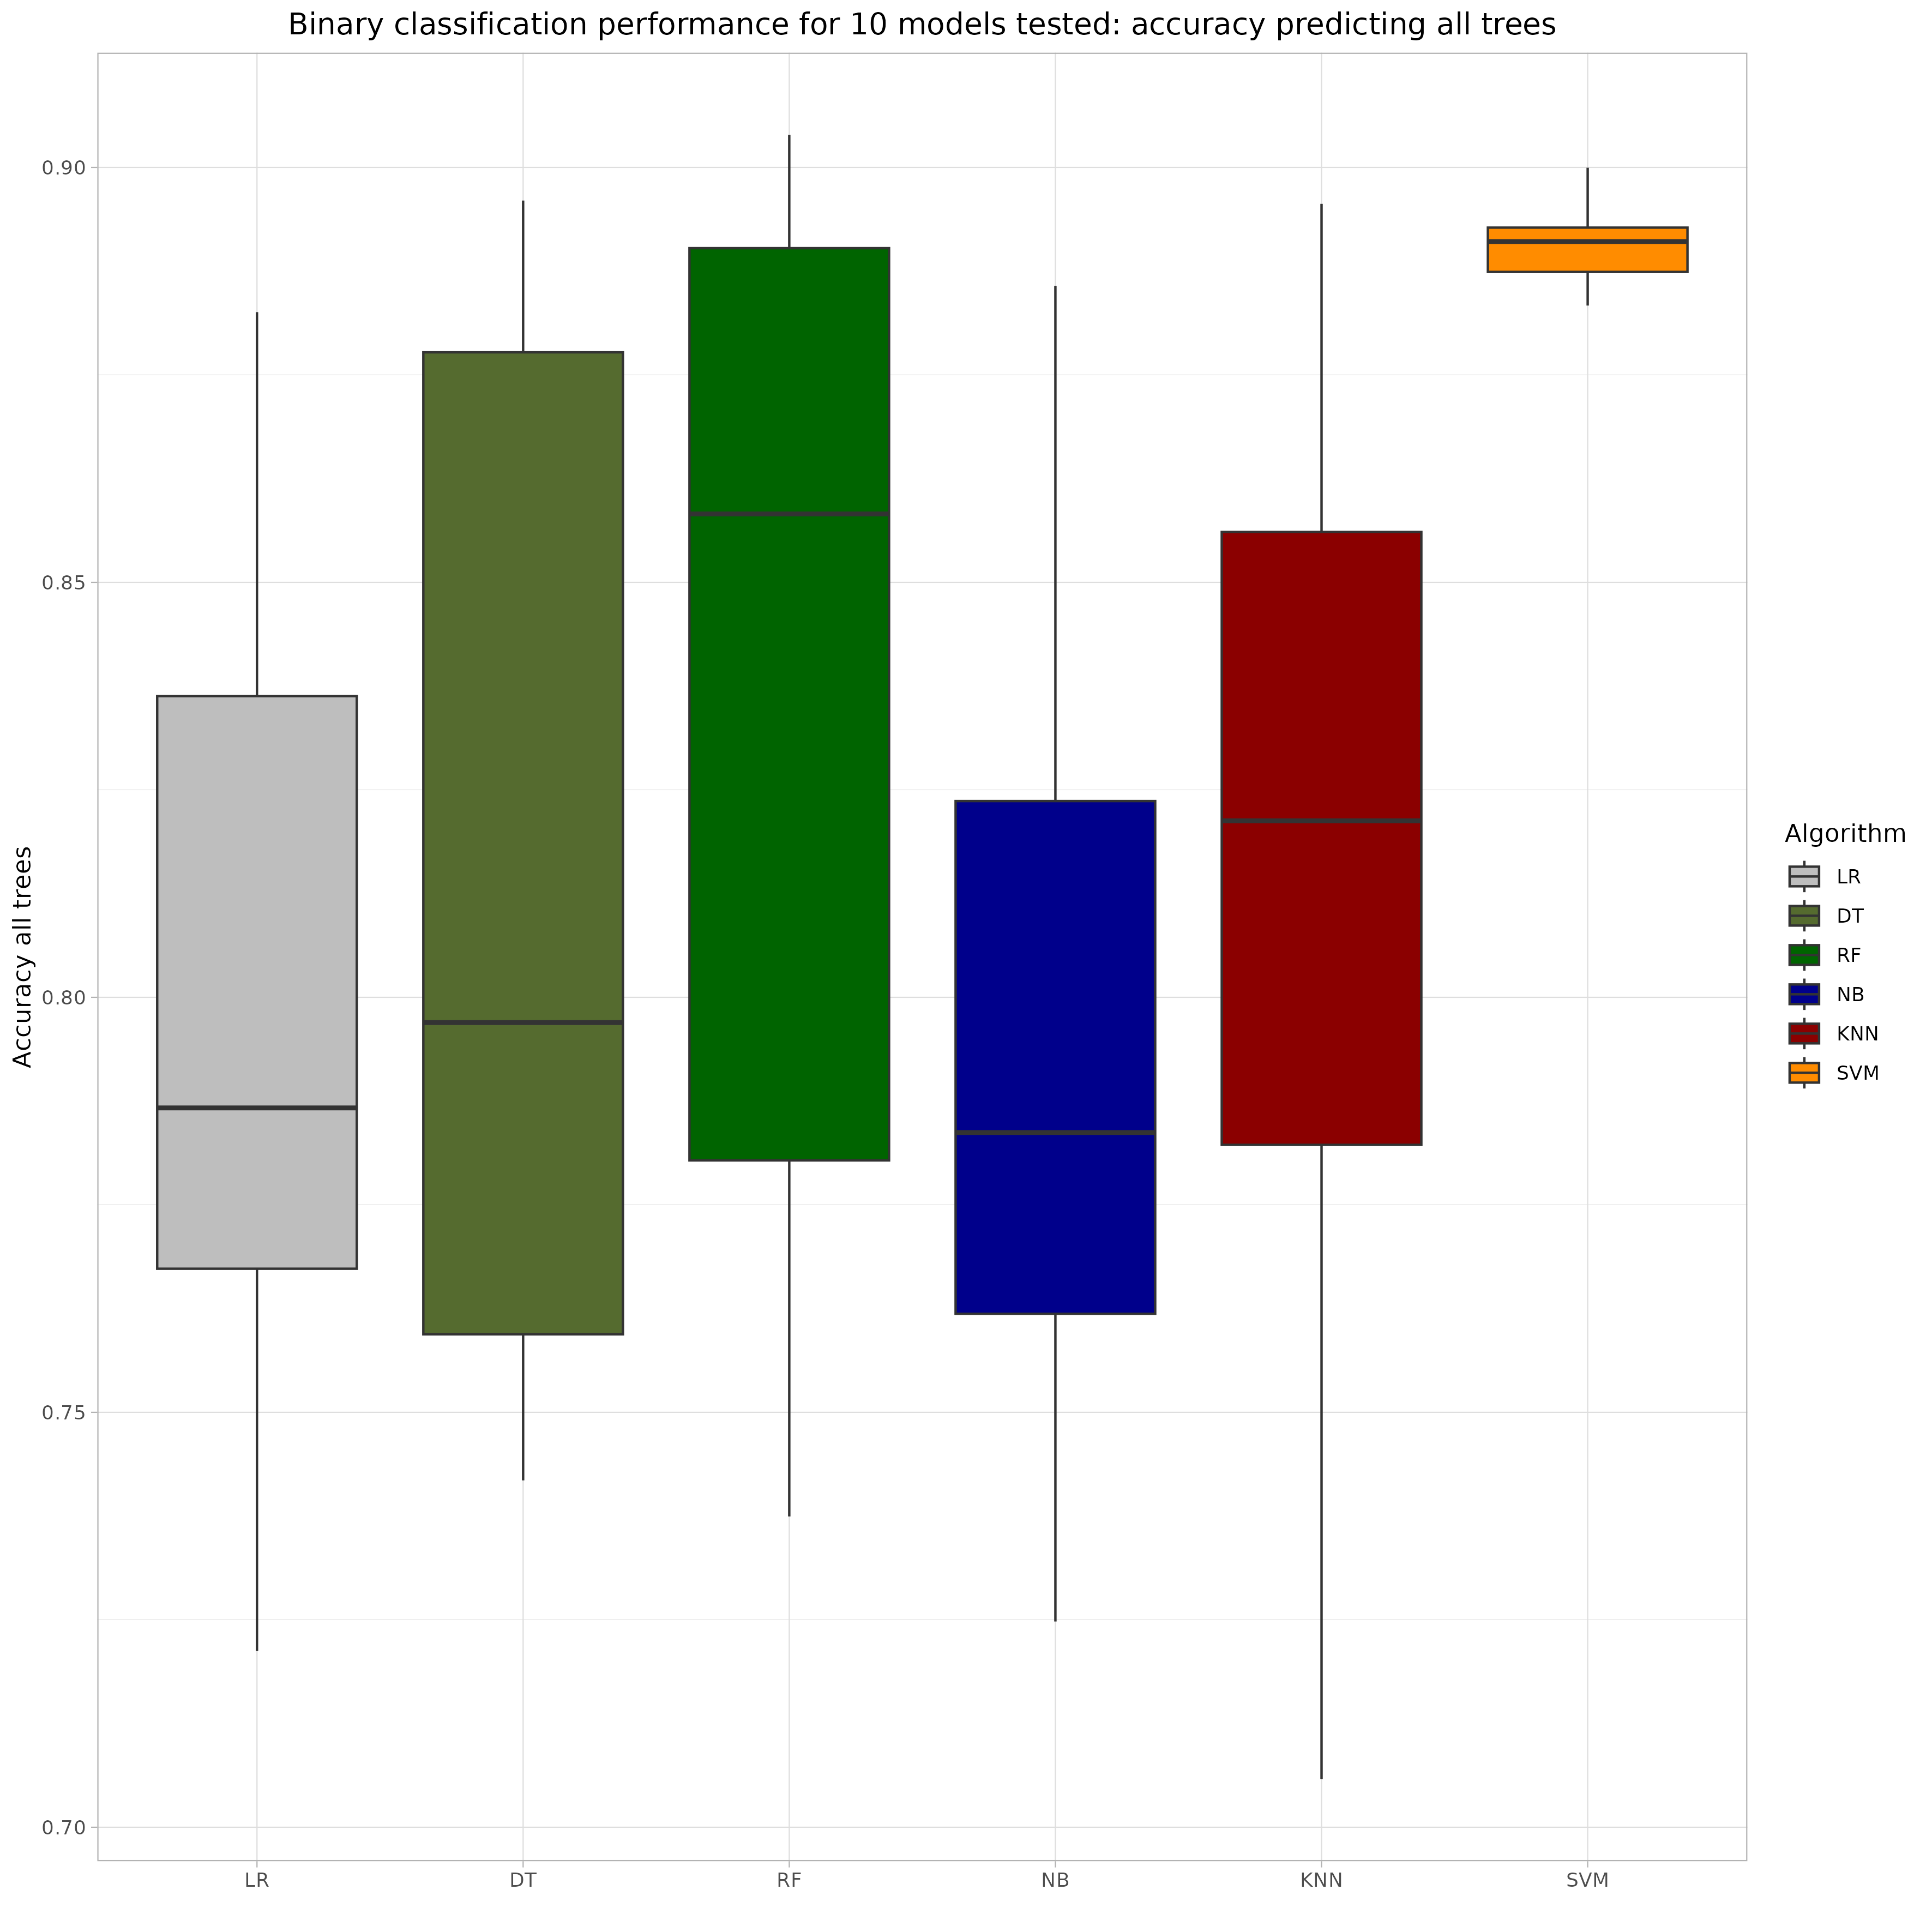 Binary classification performance for 10 models tested: accuracy predicting all trees
Accuracy all trees
0.90
0.85
0.80
0.75
0.70
LR
DT
RF
NB
KNN
SVM
Algorithm
LR
DT
RF
NB
KNN
SVM